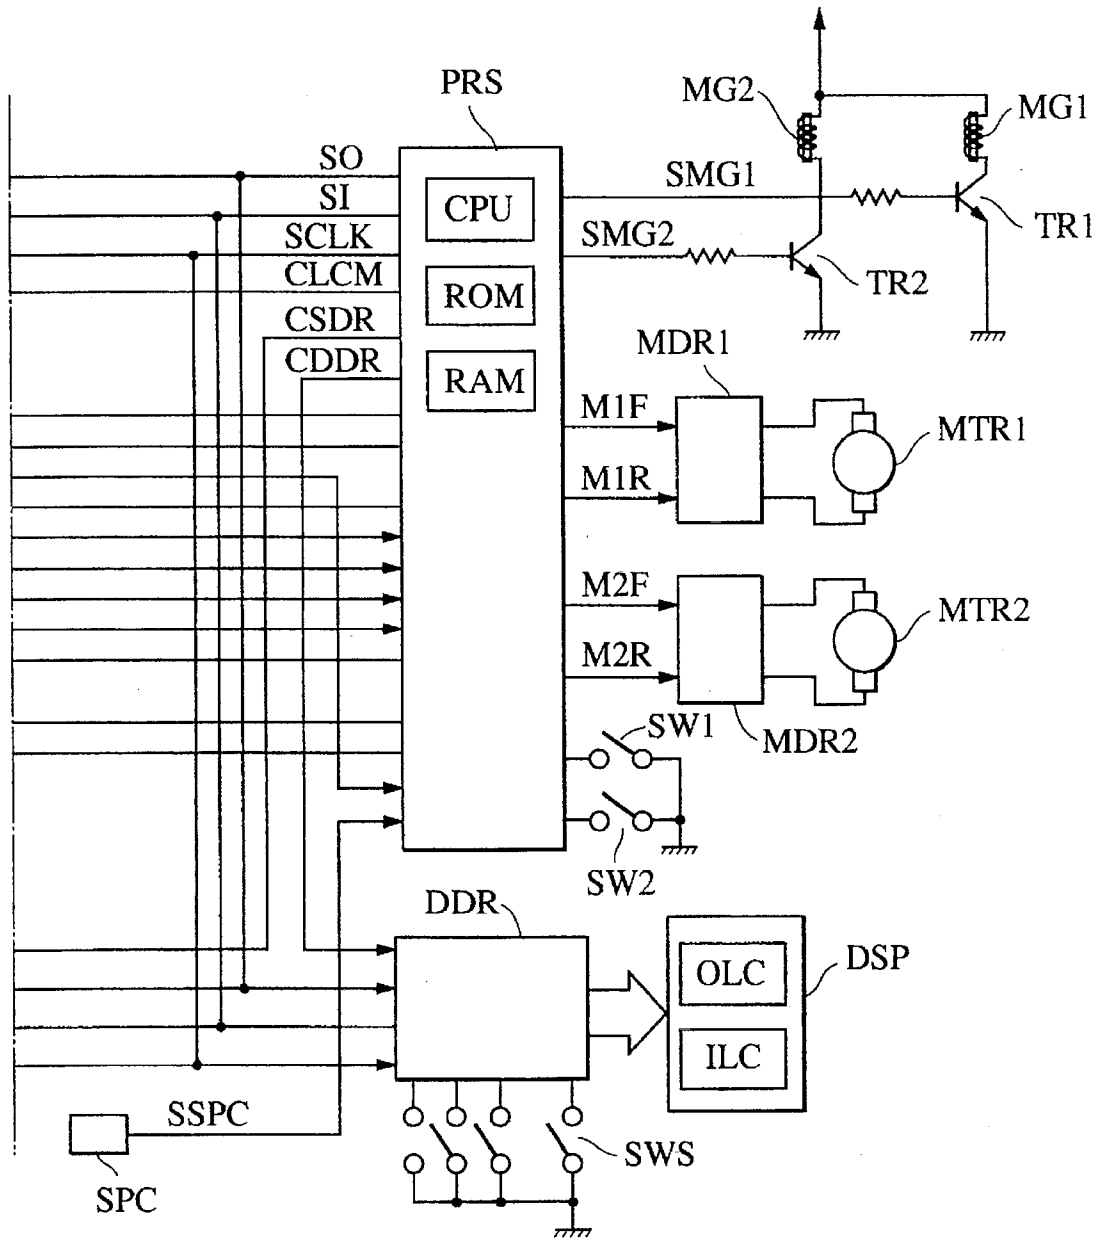 PRS
MG2
MG1
SO
SMG1
SI
CPU
TR1
SCLK
SMG2
CLCM
ROM
TR2
CSDR
MDR1
CDDR
RAM
M1F
MTR1
M1R
M2F
MTR2
M2R
SW1
MDR2
SW2
DDR
OLC
DSP
ILC
SSPC
SWS
SPC